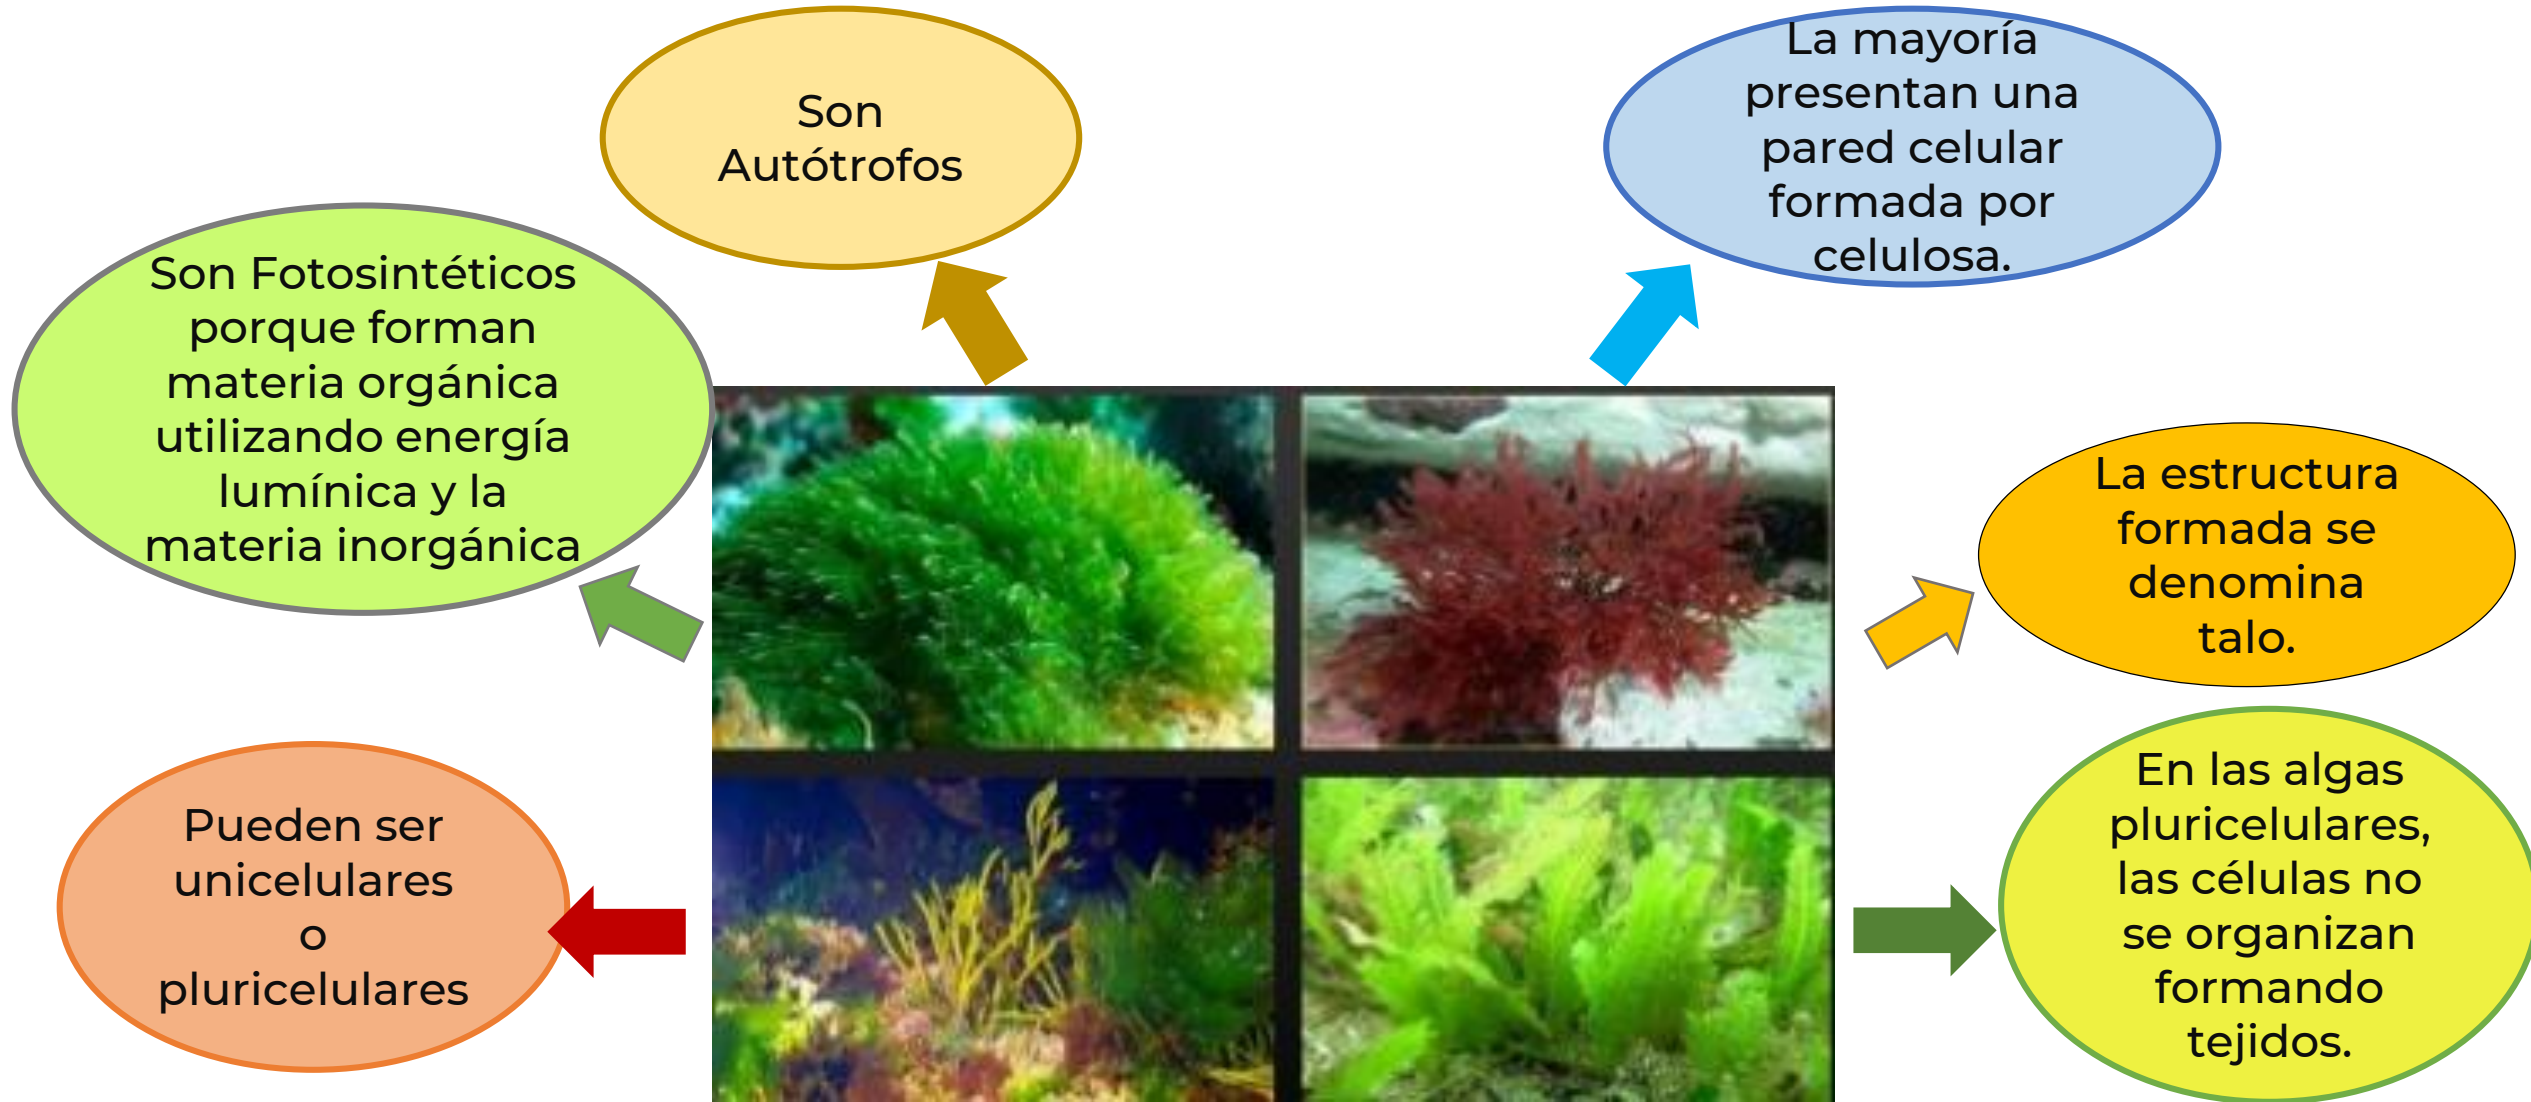 Son
Autótrofos
La mayoría
presentan una
pared celular
formada por
celulosa.
Son Fotosintéticos
porque forman
materia orgánica
utilizando energía
lumínica y la
materia inorgánica
La estructura
formada se
denomina
talo.
Pueden ser
unicelulares
o
pluricelulares
En las algas
pluricelulares,
las células no
se organizan
formando
tejidos.